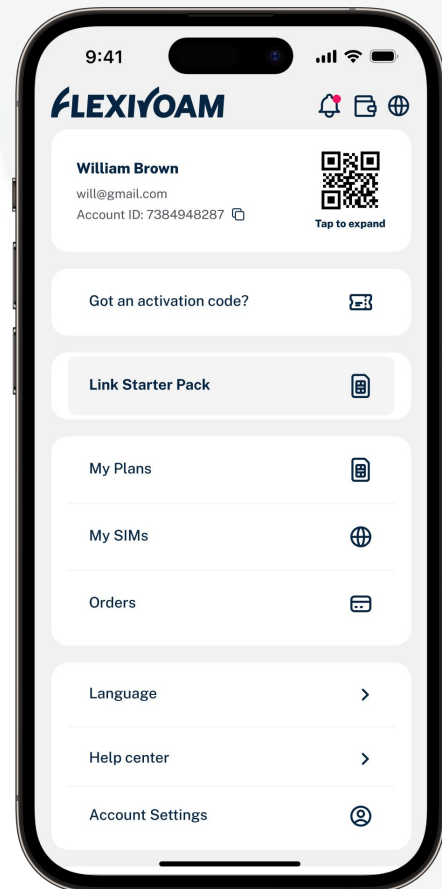 9:41
FLEXIYOAM
William Brown
will@gmail.com
Account ID: 7384948287
Tap to expand
Got an activation code?
Link Starter Pack
My Plans
My SIMs
Orders
Language
Help center
Account Settings